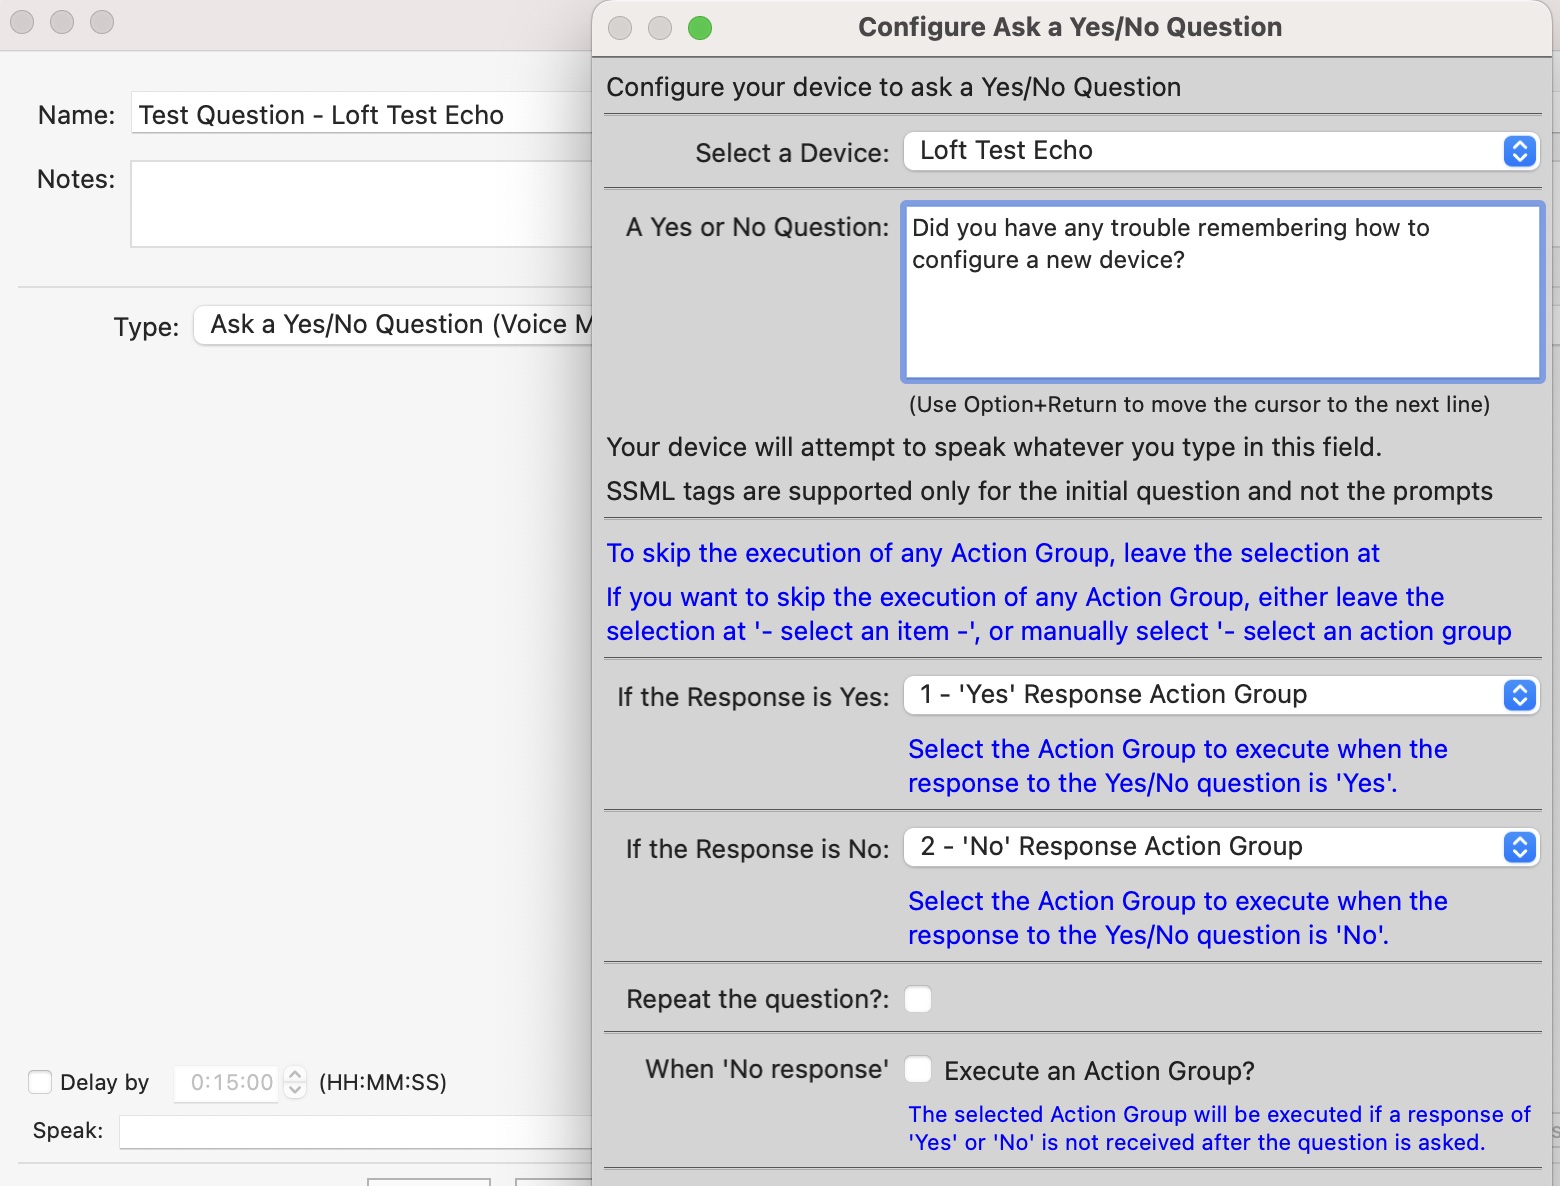 Configure Ask a Yes/No Question
Name: Test Question - Loft Test Echo
Notes:
Type: Ask a Yes/No Question (Voice
Delay by 0:15:00 (HH:MM:SS)
Speak:
Configure your device to ask a Yes/No Question
Select a Device: Loft Test Echo
A Yes or No Question: Did you have any trouble remembering how to
configure a new device?
(Use Option+Return to move the cursor to the next line)
Your device will attempt to speak whatever you type in this field.
SSML tags are supported only for the initial question and not the prompts
To skip the execution of any Action Group, leave the selection at
If you want to skip the execution of any Action Group, either leave the
selection at '- select an item -', or manually select '- select an action group
If the Response is Yes: 1 - 'Yes' Response Action Group
Select the Action Group to execute when the
response to the Yes/No question is 'Yes'.
If the Response is No: 2 - 'No' Response Action Group
Select the Action Group to execute when the
response to the Yes/No question is 'No'.
Repeat the question?:
When 'No response' Execute an Action Group?
The selected Action Group will be executed if a response of
'Yes' or 'No' is not received after the question is asked.